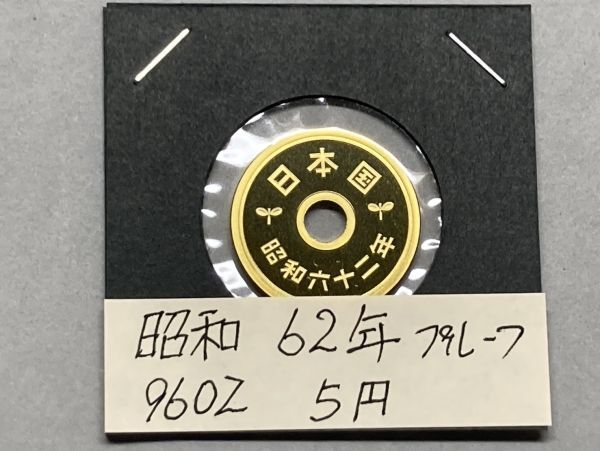 日本国
昭和六十二年
昭和 62年 プルーフ
9602 5円